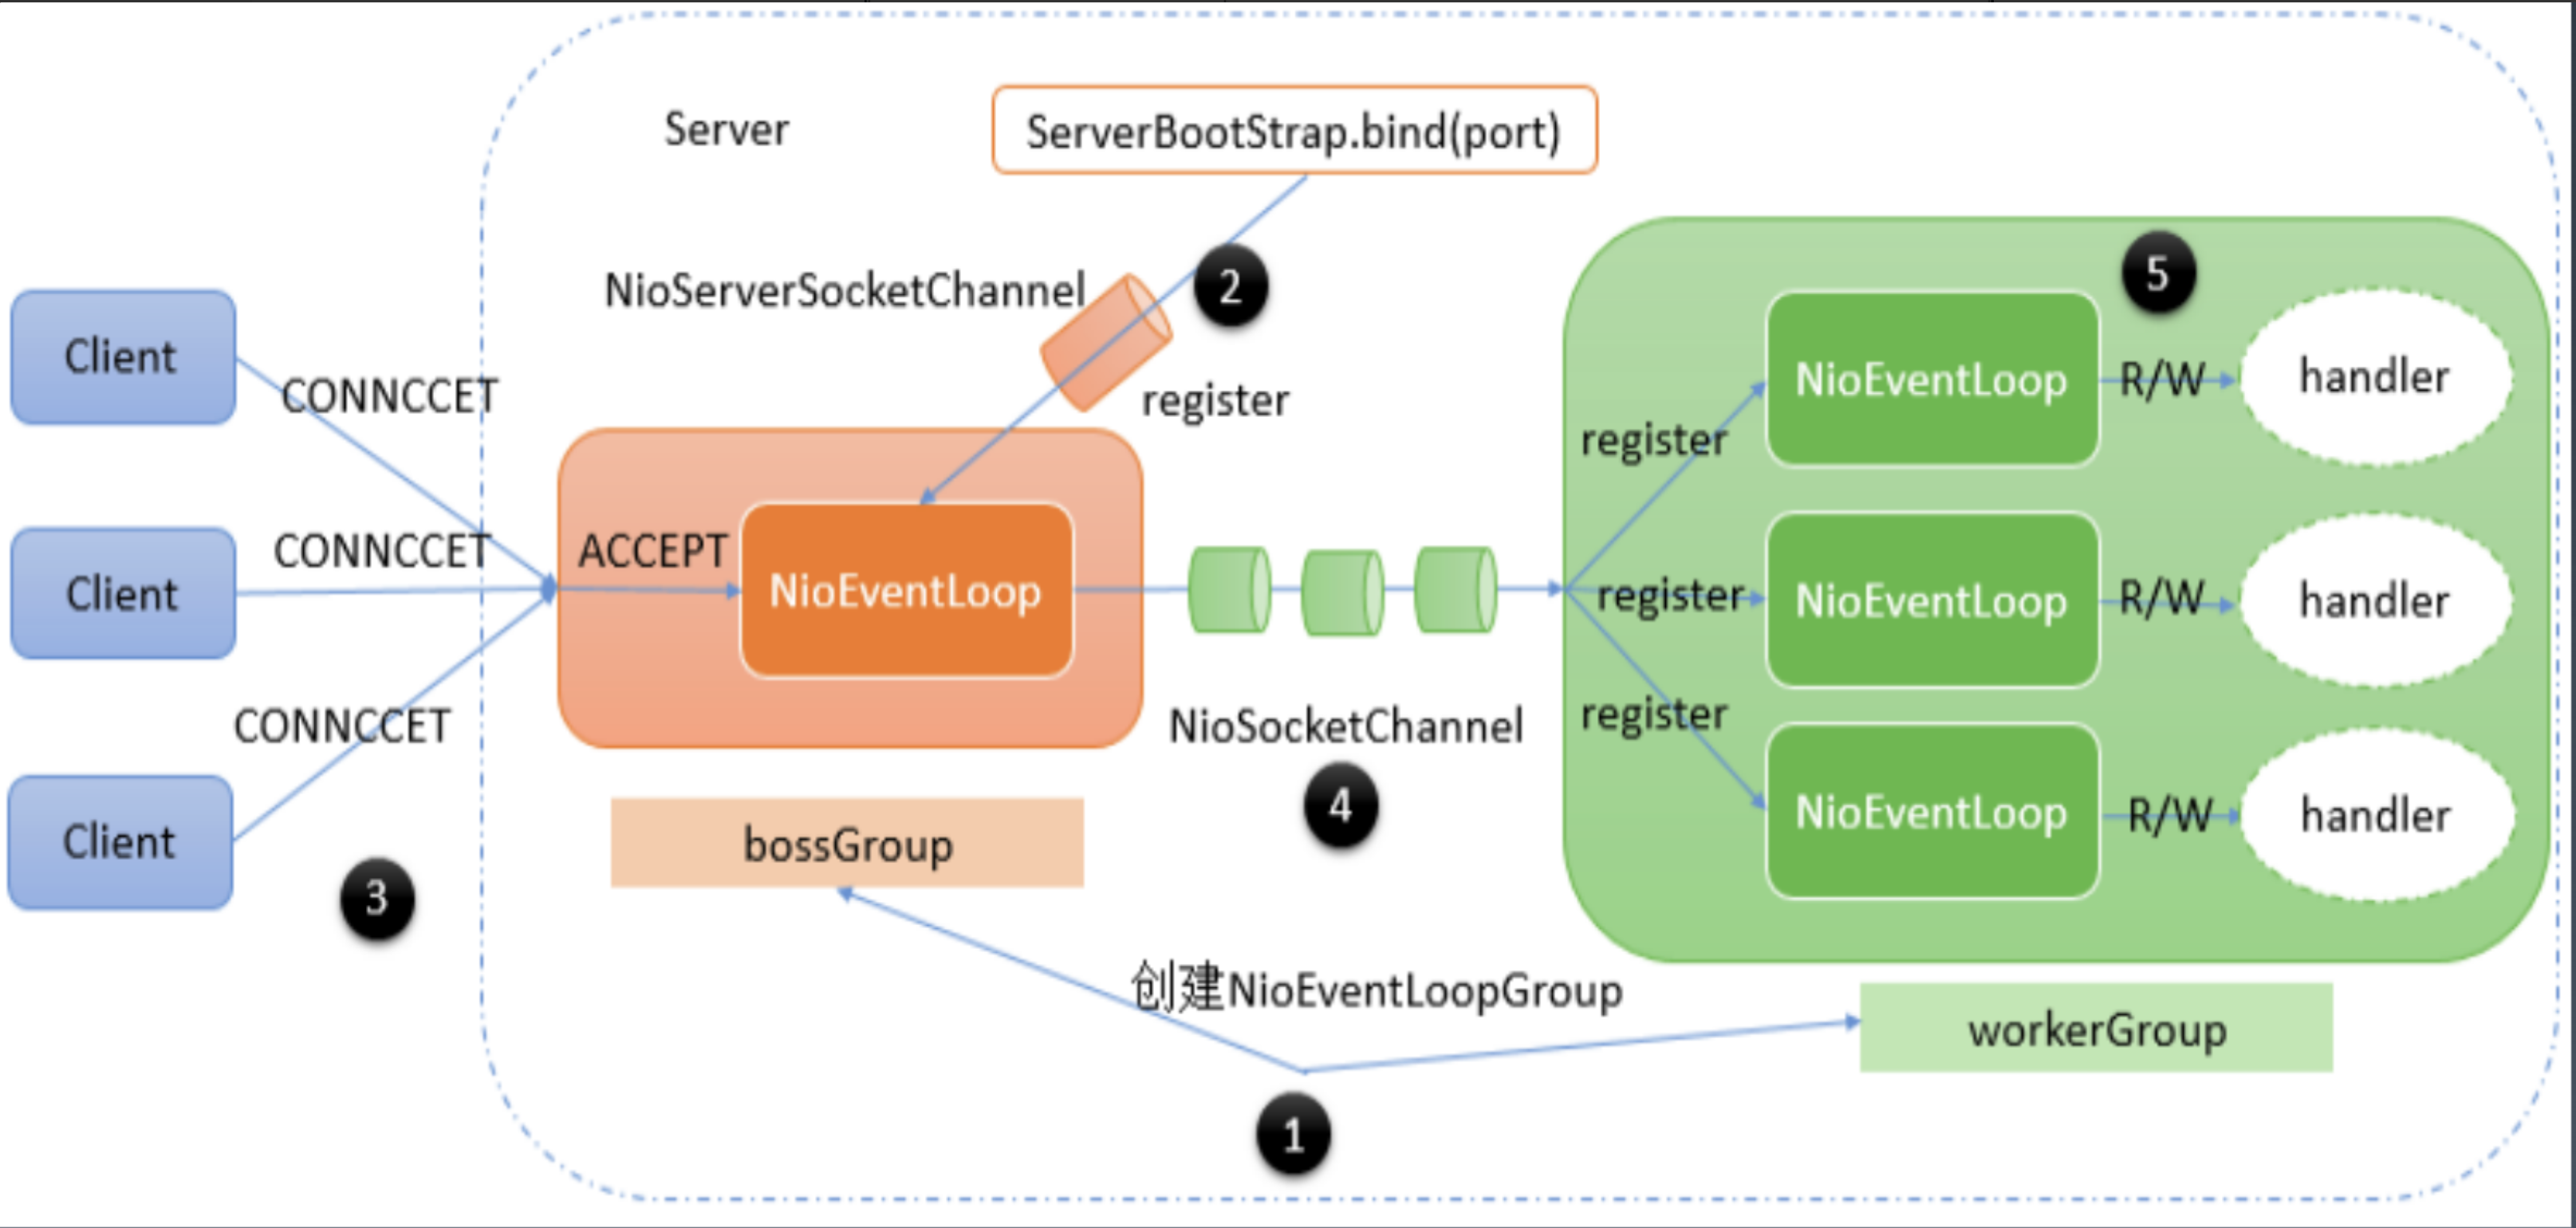 Server
ServerBootStrap.bind(port)
NioServerSocketChannel
2
register
Client
CONNCCET
Client
CONNCCET
Client
CONNCCET
3
ACCEPT
NioEventLoop
bossGroup
NioSocketChannel
4
5
register
NioEventLoop
R/W
handler
register
NioEventLoop
R/W
handler
register
NioEventLoop
R/W
handler
创建NioEventLoopGroup
workerGroup
1